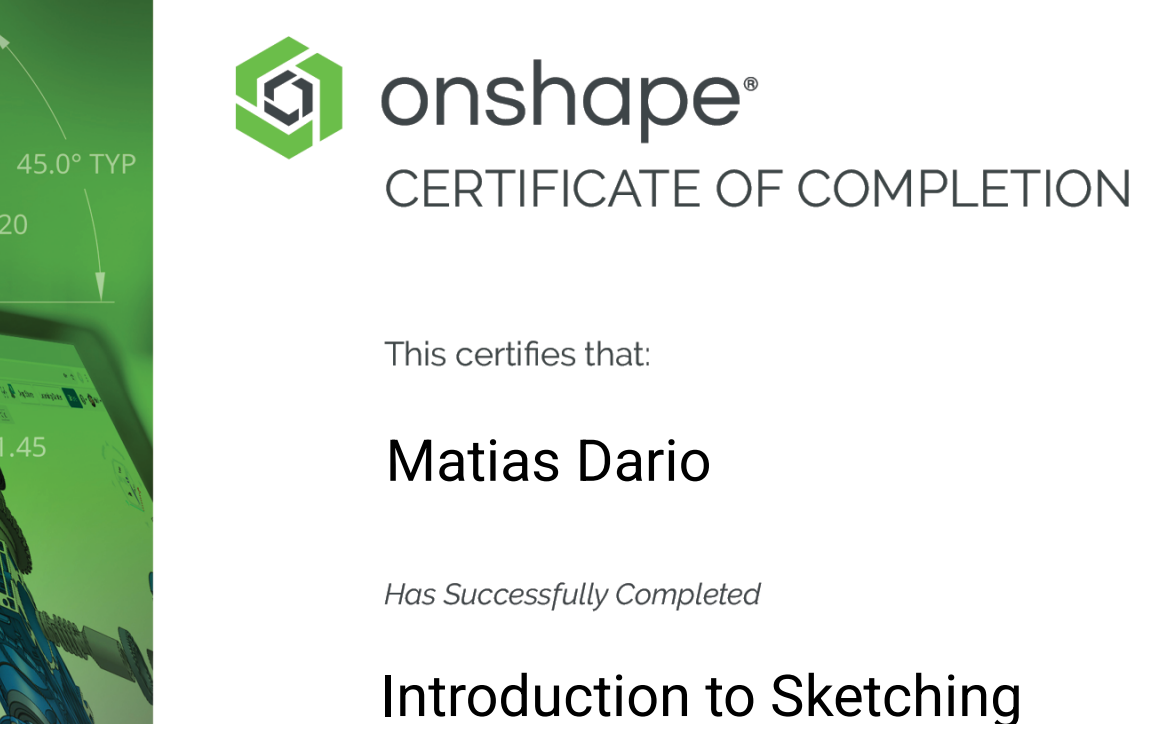 onshape®
CERTIFICATE OF COMPLETION
This certifies that:
Matias Dario
Has Successfully Completed
Introduction to Sketching
45.0° TYP
20
1.45